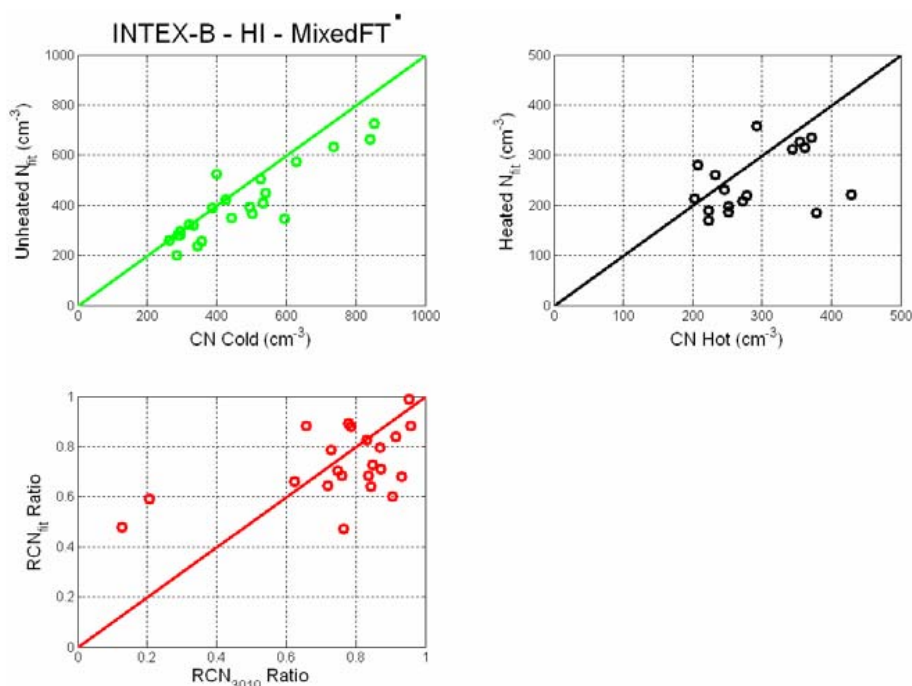 INTEX-B - HI - MixedFT
1000
800
600
400
200
0
Unheated N_fit (cm^-3)
0 200 400 600 800 1000
CN Cold (cm^-3)
500
400
300
200
100
0
Heated N_fit (cm^-3)
0 100 200 300 400 500
CN Hot (cm^-3)
1
0.8
0.6
0.4
0.2
0
RCN_fit Ratio
0 0.2 0.4 0.6 0.8 1
RCN_3010 Ratio